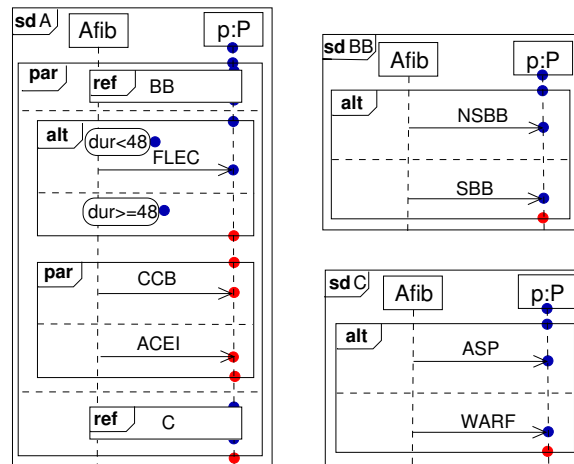 sd A
Afib
p:P
par
ref
BB
alt
dur<48
FLEC
dur>=48
par
CCB
ACEI
ref
C
sd BB
Afib
p:P
alt
NSBB
SBB
sd C
Afib
p:P
alt
ASP
WARF